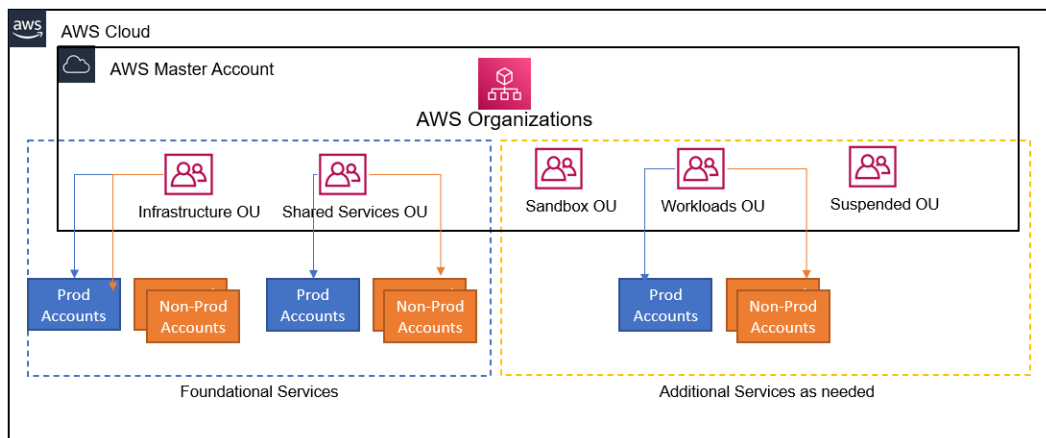 aws
AWS Cloud
AWS Master Account
AWS Organizations
Infrastructure OU
Shared Services OU
Sandbox OU
Workloads OU
Suspended OU
Prod
Accounts
Non-Prod
Accounts
Prod
Accounts
Non-Prod
Accounts
Prod
Accounts
Non-Prod
Accounts
Foundational Services
Additional Services as needed